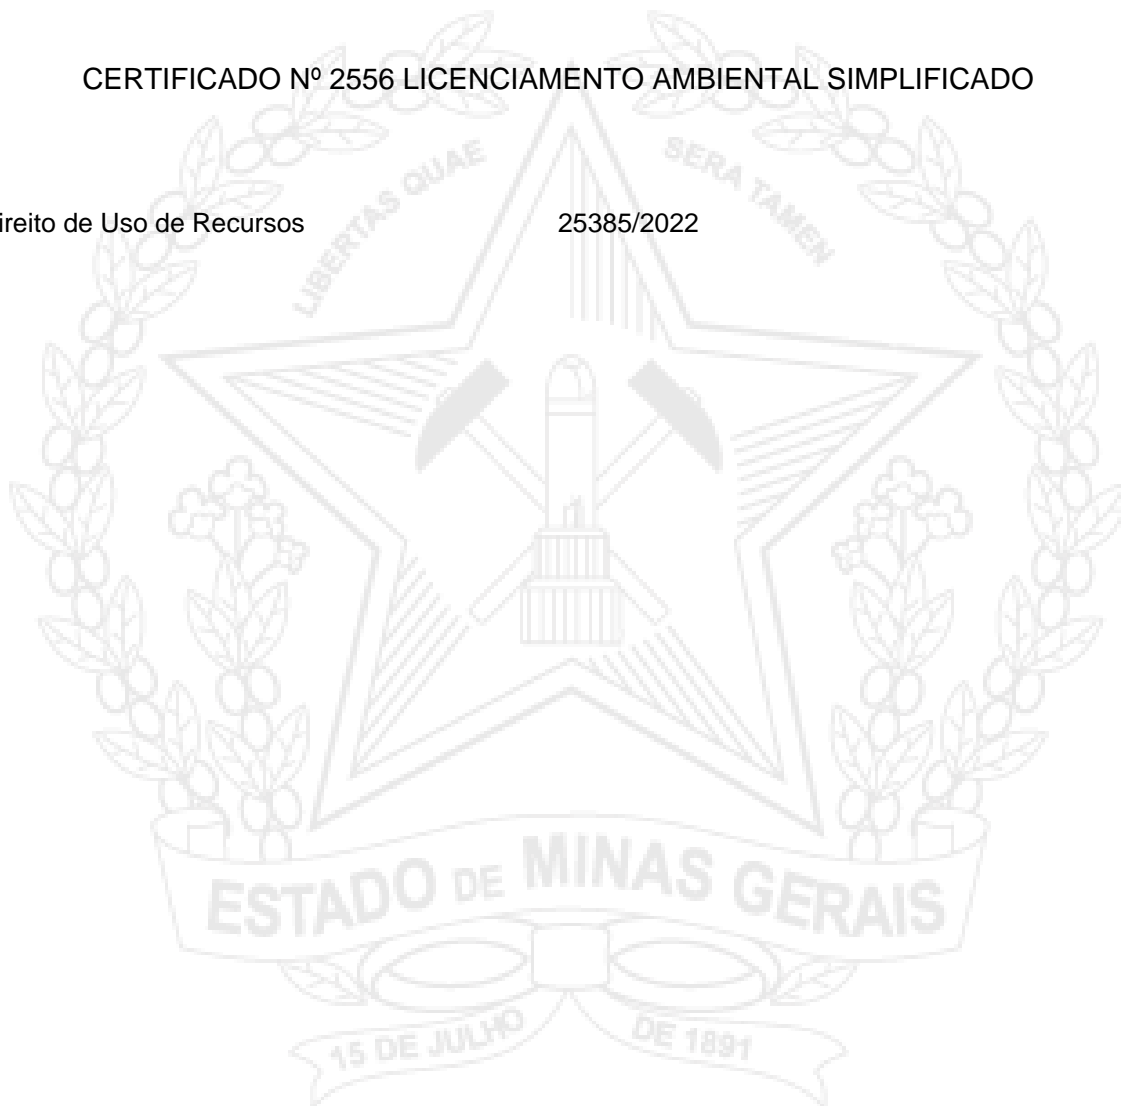 CERTIFICADO Nº 2556 LICENCIAMENTO AMBIENTAL SIMPLIFICADO
LIBERTAS QUAE SERA TAMEN
ireito de Uso de Recursos 25385/2022
ESTADO DE MINAS GERAIS
15 DE JULHO DE 1891